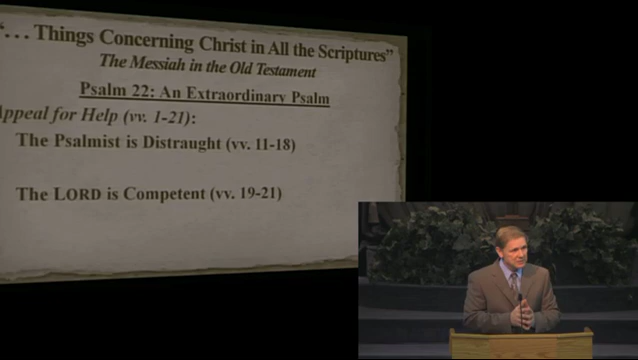 “… Things Concerning Christ in All the Scriptures”
The Messiah in the Old Testament
Psalm 22: An Extraordinary Psalm
Appeal for Help (vv. 1-21):
The Psalmist is Distraught (vv. 11-18)
The LORD is Competent (vv. 19-21)